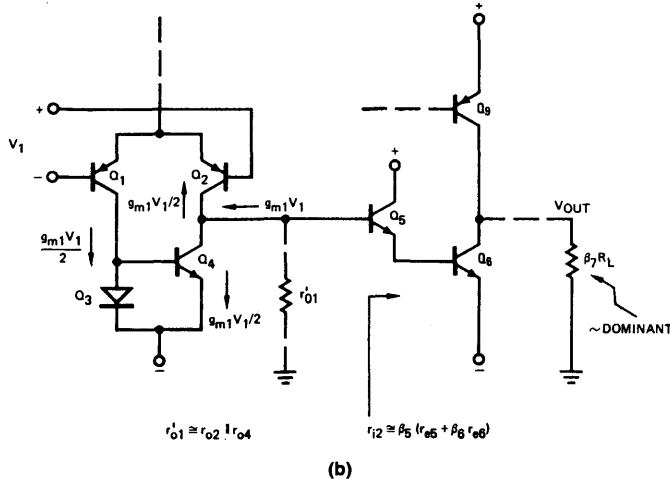 +
Q9
+
V1
−
Q1
Q2
gm1V1/2
gm1V1
+
Q5
VOUT
gm1V1
2
Q4
Q6
β7RL
Q3
r'01
gm1V1/2
~DOMINANT
−
−
r'o1 ≅ ro2 ∥ ro4
ri2 ≅ β5 (re5 + β6 re6)
(b)